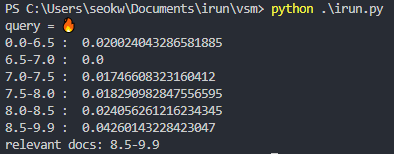 PS C:\Users\seokw\Documents\irun\vsm> python .\irun.py
query = 🔥
0.0-6.5 :  0.020024043286581885
6.5-7.0 :  0.0
7.0-7.5 :  0.01746608323160412
7.5-8.0 :  0.018290982847556595
8.0-8.5 :  0.024056261216234345
8.5-9.9 :  0.04260143228423047
relevant docs: 8.5-9.9